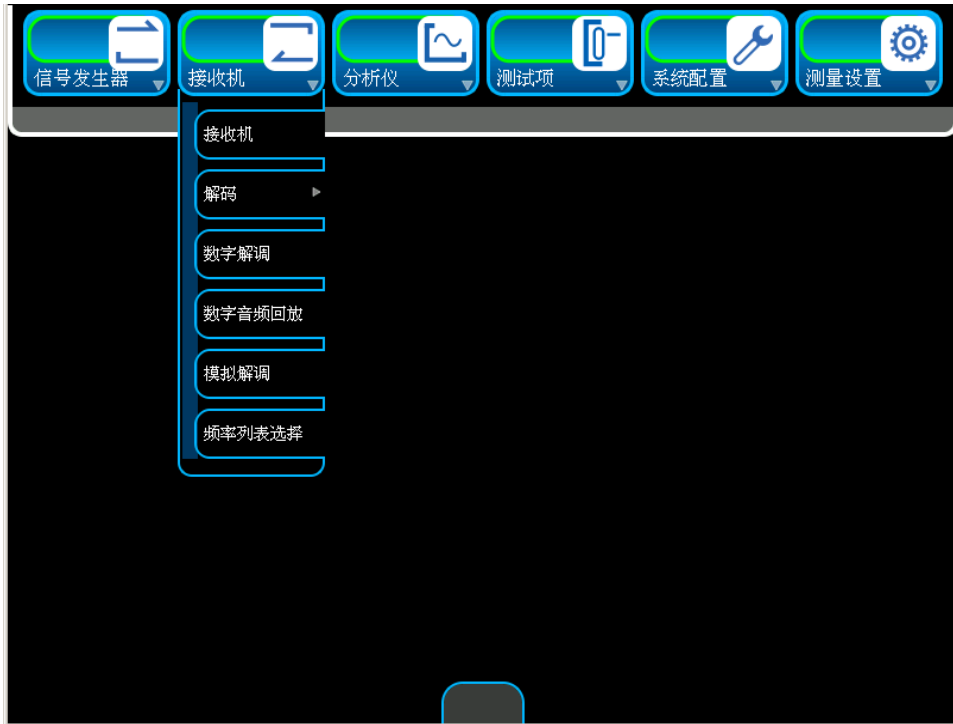 信号发生器
接收机
分析仪
测试项
系统配置
测量设置
接收机
解码
数字解调
数字音频回放
模拟解调
频率列表选择